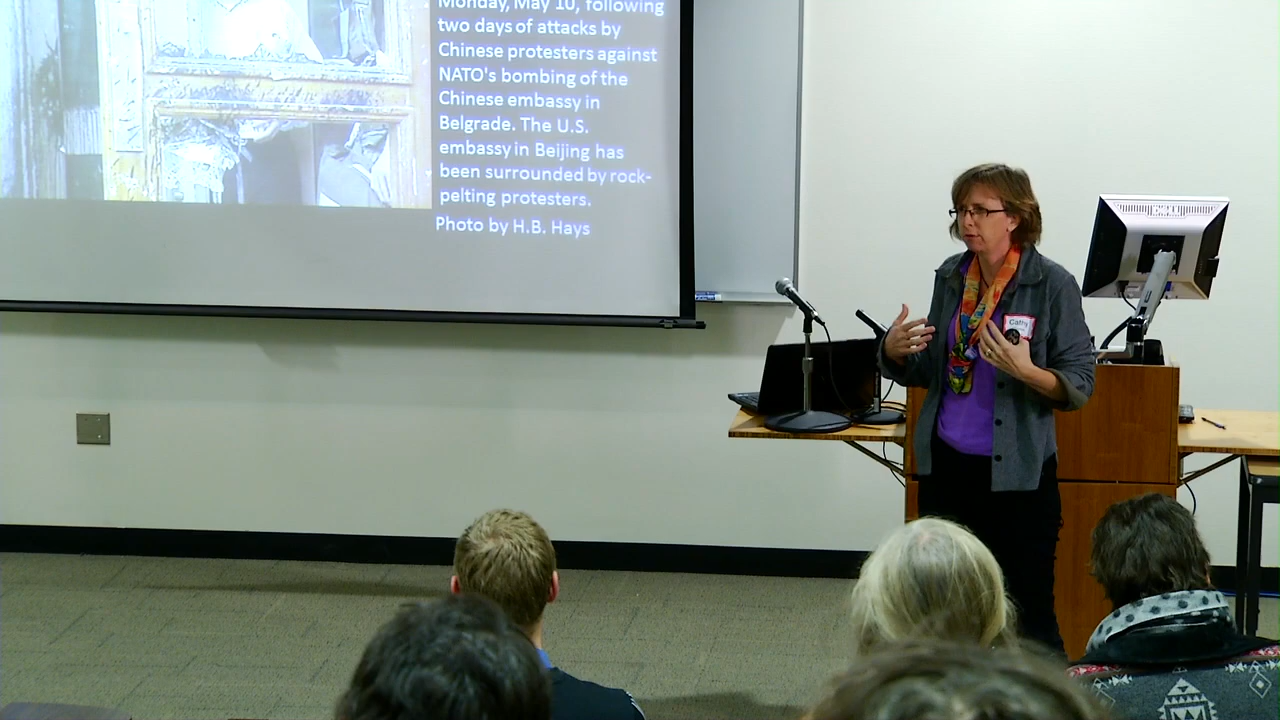 Monday, May 10, following
two days of attacks by
Chinese protesters against
NATO's bombing of the
Chinese embassy in
Belgrade. The U.S.
embassy in Beijing has
been surrounded by rock-
pelting protesters.
Photo by H.B. Hays
Cathy